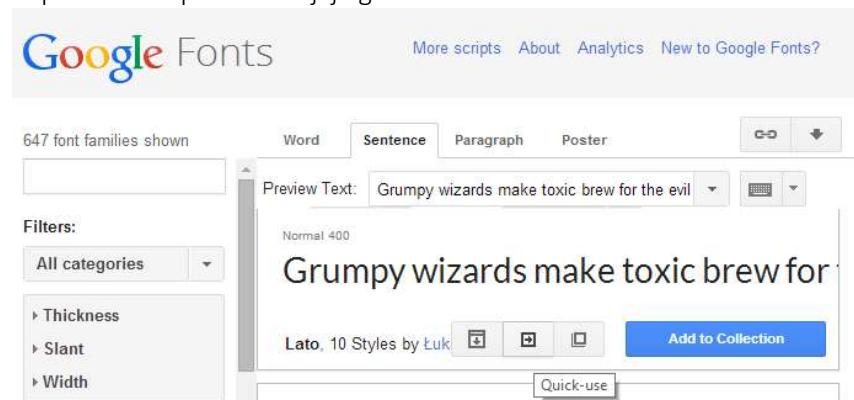 Google Fonts
More scripts About Analytics New to Google Fonts?
647 font families shown
Word Sentence Paragraph Poster
Preview Text: Grumpy wizards make toxic brew for the evil
Filters:
All categories
Normal 400
Grumpy wizards make toxic brew for
Thickness
Slant
Width
Lato, 10 Styles by Łuk
Add to Collection
Quick-use